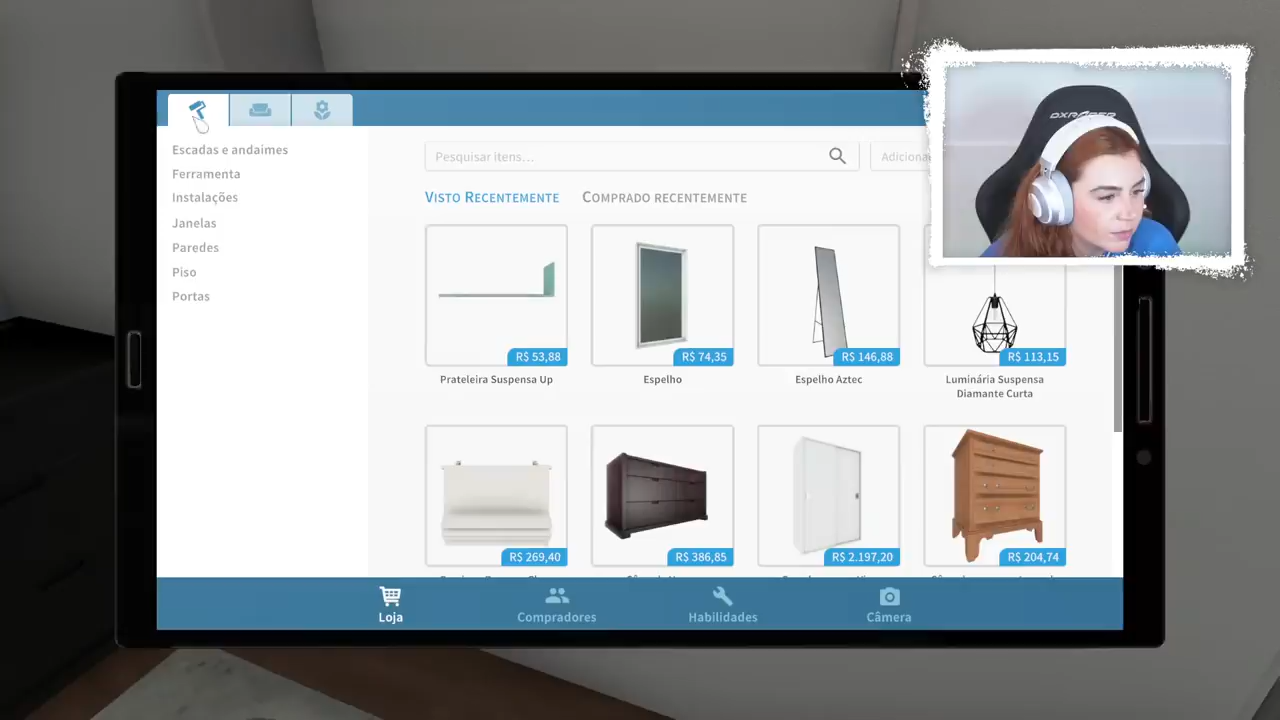 DXRACER
Escadas e andaimes
Ferramenta
Instalações
Janelas
Paredes
Piso
Portas
Pesquisar itens...
Adiciona
Visto Recentemente
Comprado recentemente
R$ 53,88
R$ 74,35
R$ 146,88
R$ 113,15
Prateleira Suspensa Up
Espelho
Espelho Aztec
Luminária Suspensa
Diamante Curta
R$ 269,40
R$ 386,85
R$ 2.197,20
R$ 204,74
Loja
Compradores
Habilidades
Câmera